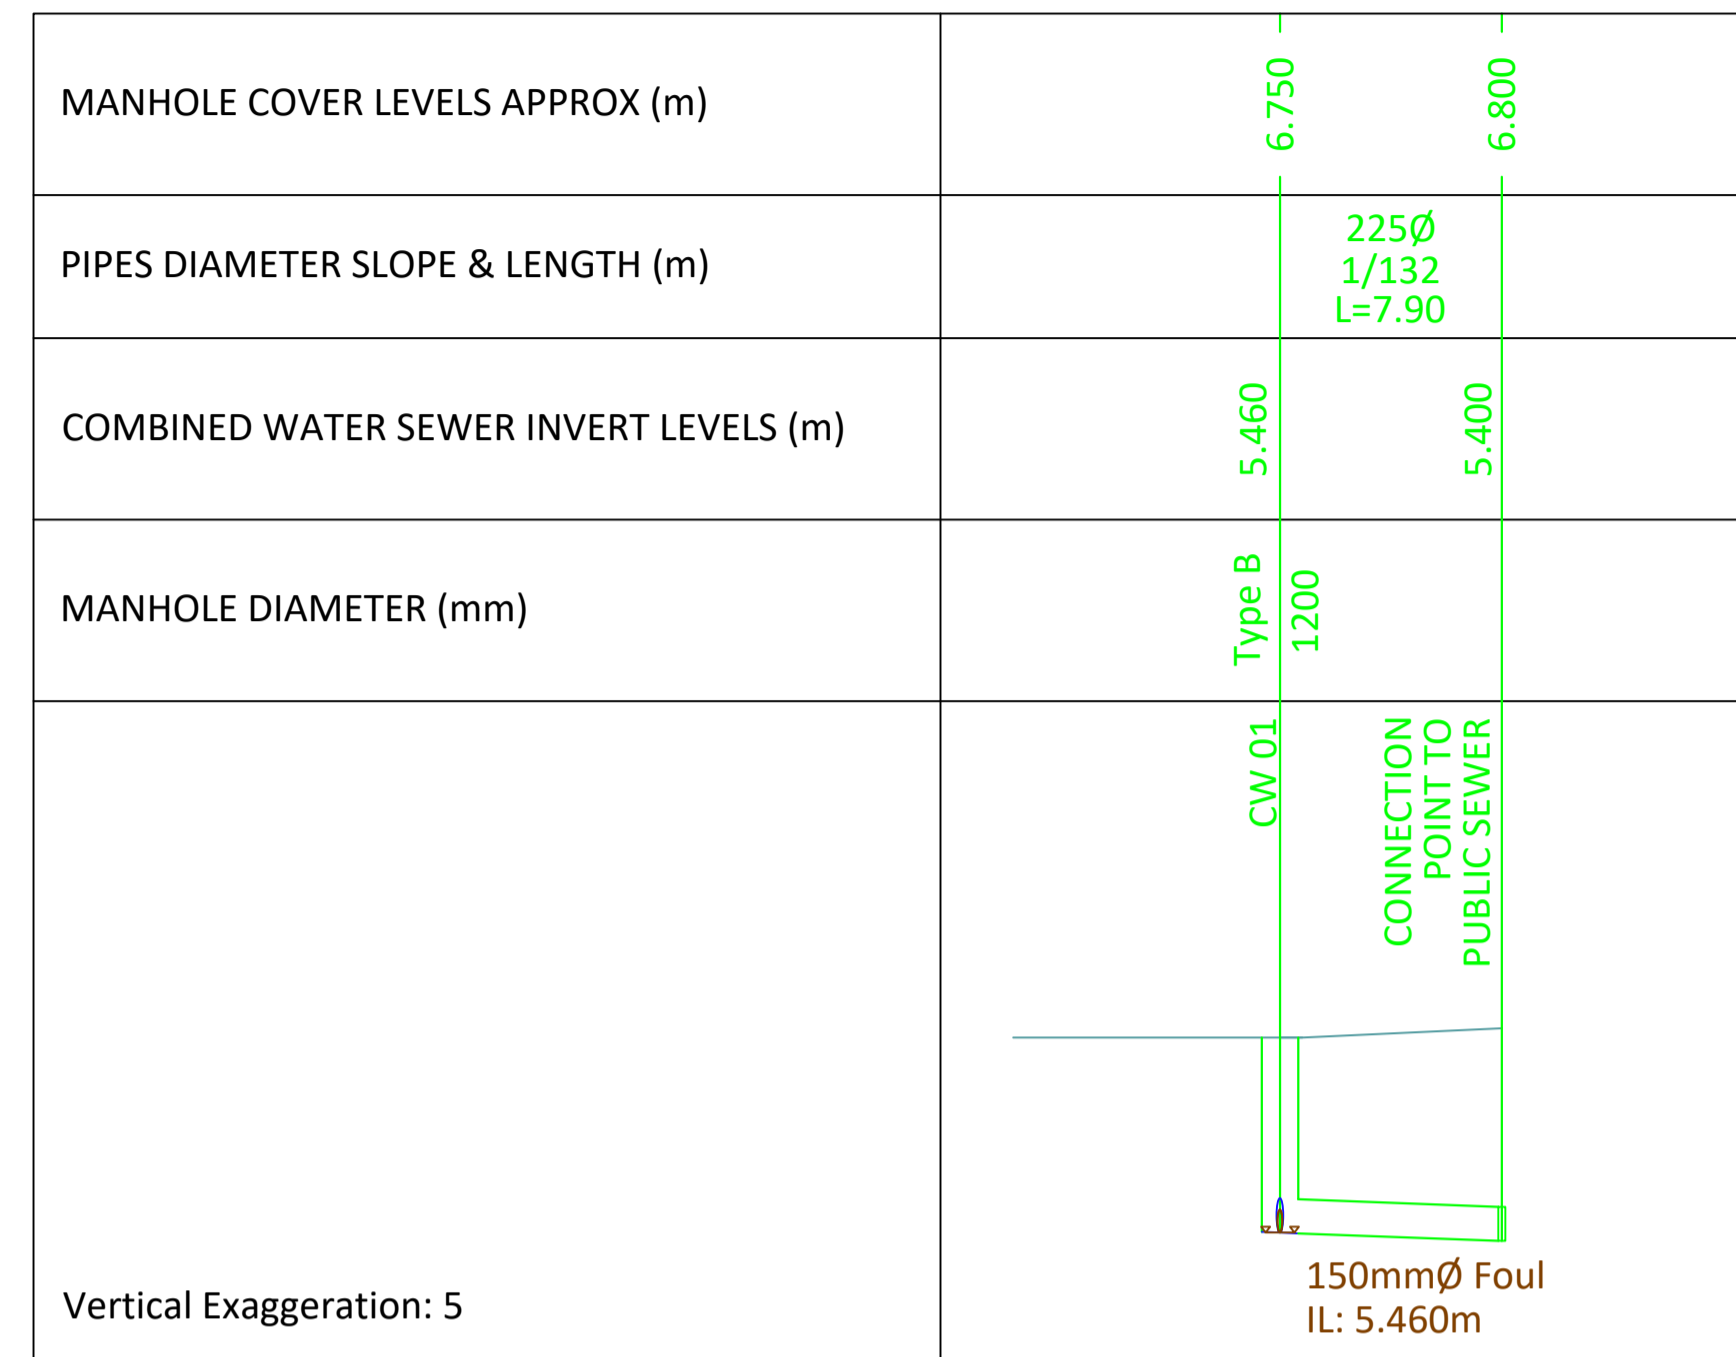 MANHOLE COVER LEVELS APPROX (m)
6.750
6.800
PIPES DIAMETER SLOPE & LENGTH (m)
225Ø
1/132
L=7.90
COMBINED WATER SEWER INVERT LEVELS (m)
5.460
5.400
MANHOLE DIAMETER (mm)
Type B
1200
CW 01
CONNECTION
POINT TO
PUBLIC SEWER
Vertical Exaggeration: 5
150mmØ Foul
IL: 5.460m